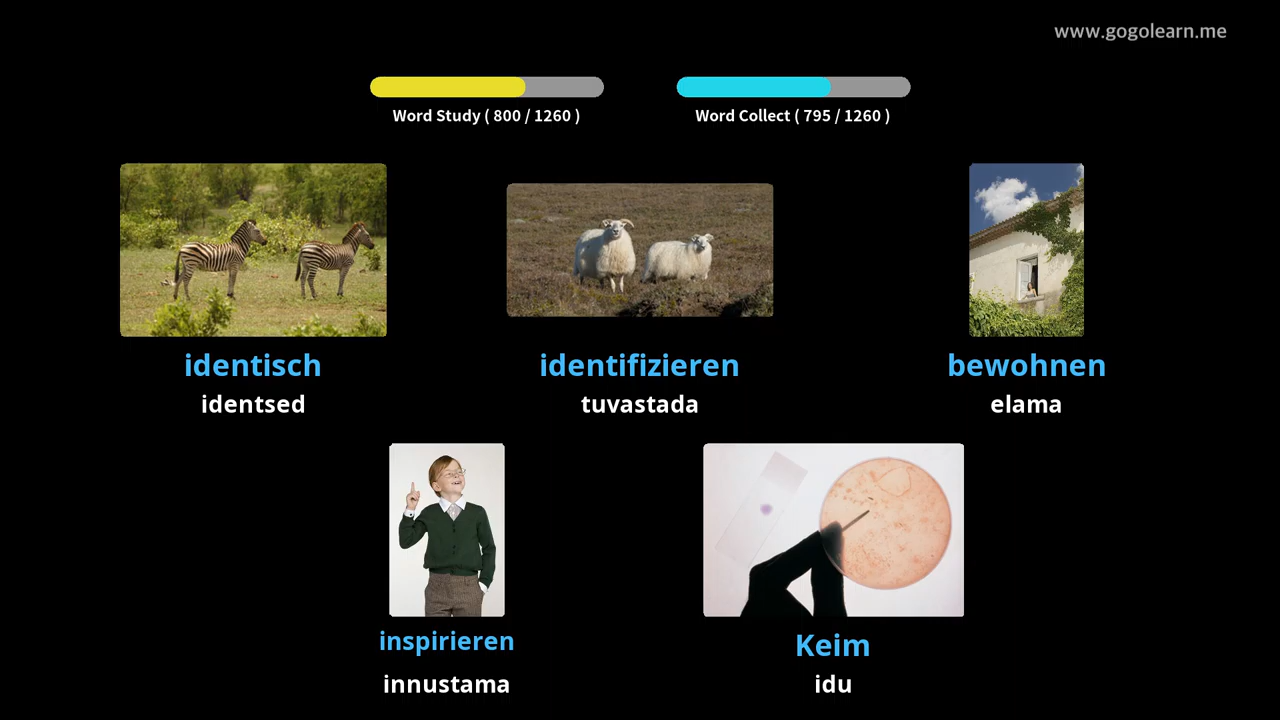 www.gogolearn.me
Word Study ( 800 / 1260 )
Word Collect ( 795 / 1260 )
identisch
identsed
identifizieren
tuvastada
bewohnen
elama
inspirieren
innustama
Keim
idu